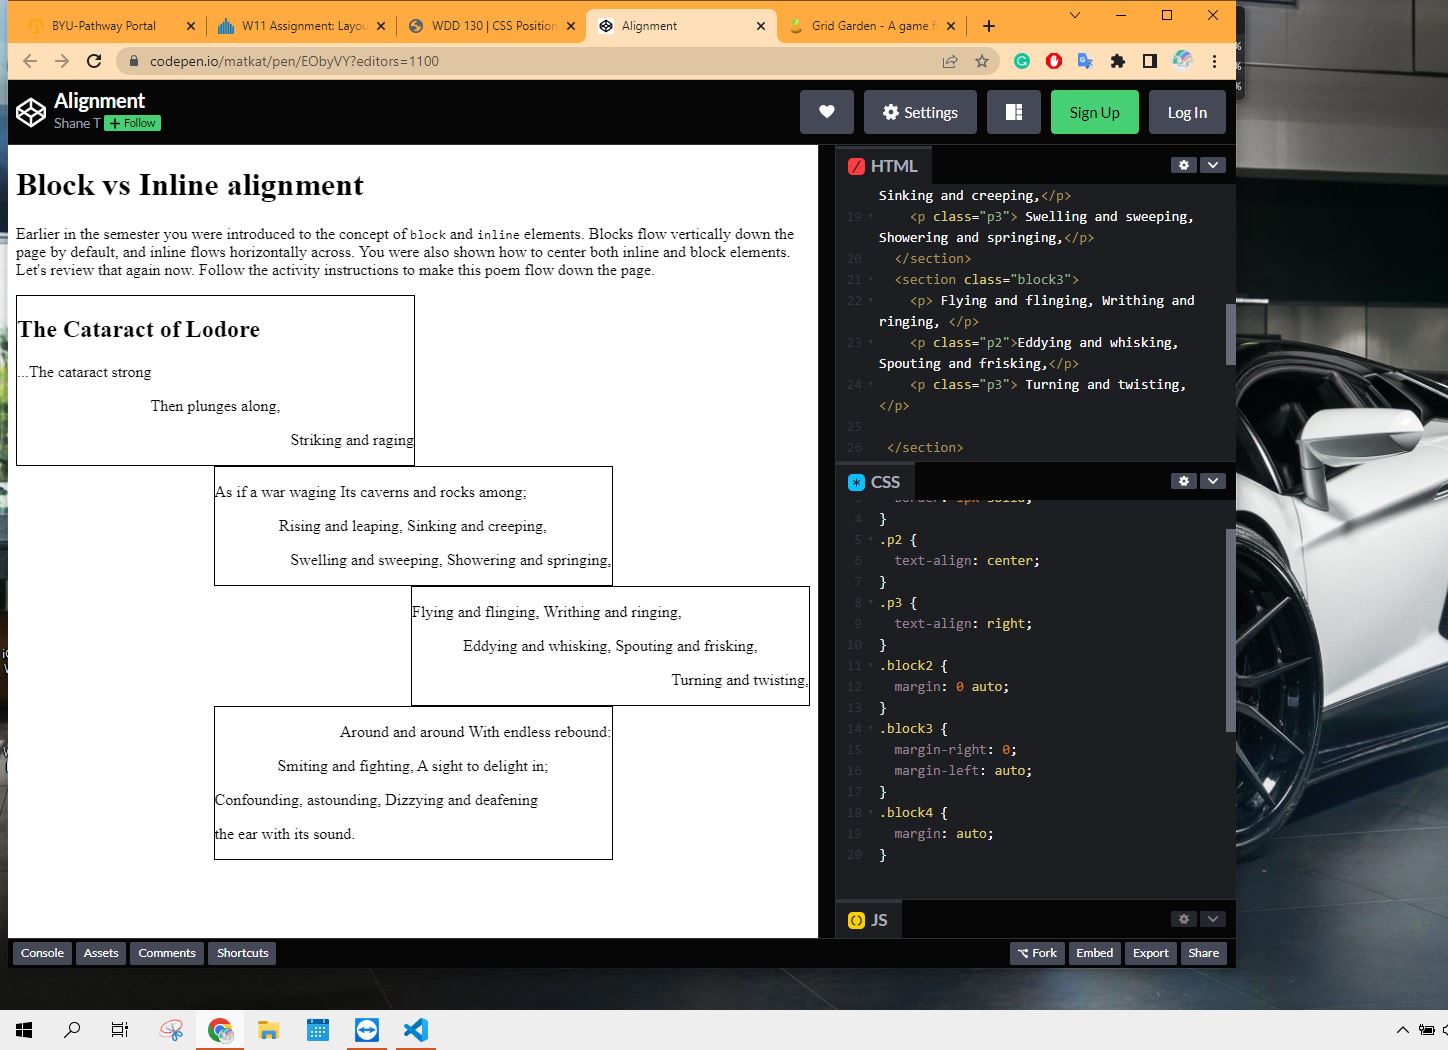 BYU-Pathway Portal
W11 Assignment: Layou
WDD 130 | CSS Position
Alignment
Grid Garden - A game f
codepen.io/matkat/pen/EObyVY?editors=1100
Alignment
Shane T + Follow
Settings
Sign Up
Log In
Block vs Inline alignment
Earlier in the semester you were introduced to the concept of block and inline elements. Blocks flow vertically down the
page by default, and inline flows horizontally across. You were also shown how to center both inline and block elements.
Let's review that again now. Follow the activity instructions to make this poem flow down the page.
The Cataract of Lodore
...The cataract strong
Then plunges along,
Striking and raging
As if a war waging Its caverns and rocks among;
Rising and leaping, Sinking and creeping,
Swelling and sweeping, Showering and springing,
Flying and flinging, Writhing and ringing,
Eddying and whisking, Spouting and frisking,
Turning and twisting,
Around and around With endless rebound:
Smiting and fighting, A sight to delight in;
Confounding, astounding, Dizzying and deafening
the ear with its sound.
HTML
Sinking and creeping,</p>
19 <p class="p3"> Swelling and sweeping,
Showering and springing,</p>
20 </section>
21 <section class="block3">
22 <p> Flying and flinging, Writhing and
ringing, </p>
23 <p class="p2">Eddying and whisking,
Spouting and frisking,</p>
24 <p class="p3"> Turning and twisting,
</p>
25
26 </section>
CSS
3 border: 1px solid;
4 }
5 .p2 {
6 text-align: center;
7 }
8 .p3 {
9 text-align: right;
10 }
11 .block2 {
12 margin: 0 auto;
13 }
14 .block3 {
15 margin-right: 0;
16 margin-left: auto;
17 }
18 .block4 {
19 margin: auto;
20 }
JS
Console
Assets
Comments
Shortcuts
Fork
Embed
Export
Share